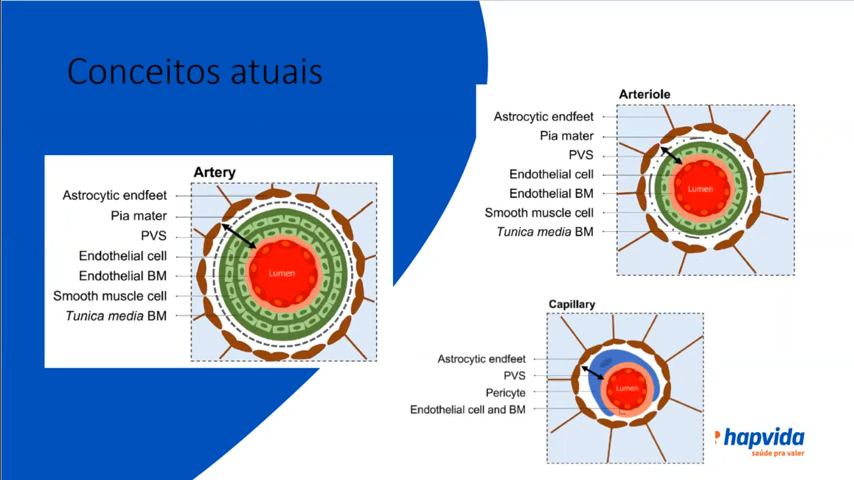 Conceitos atuais
Artery
Astrocytic endfeet
Pia mater
PVS
Endothelial cell
Endothelial BM
Smooth muscle cell
Tunica media BM
Lumen
Arteriole
Astrocytic endfeet
Pia mater
PVS
Endothelial cell
Endothelial BM
Smooth muscle cell
Tunica media BM
Lumen
Capillary
Astrocytic endfeet
PVS
Pericyte
Endothelial cell and BM
Lumen
hapvida
saúde pra valer